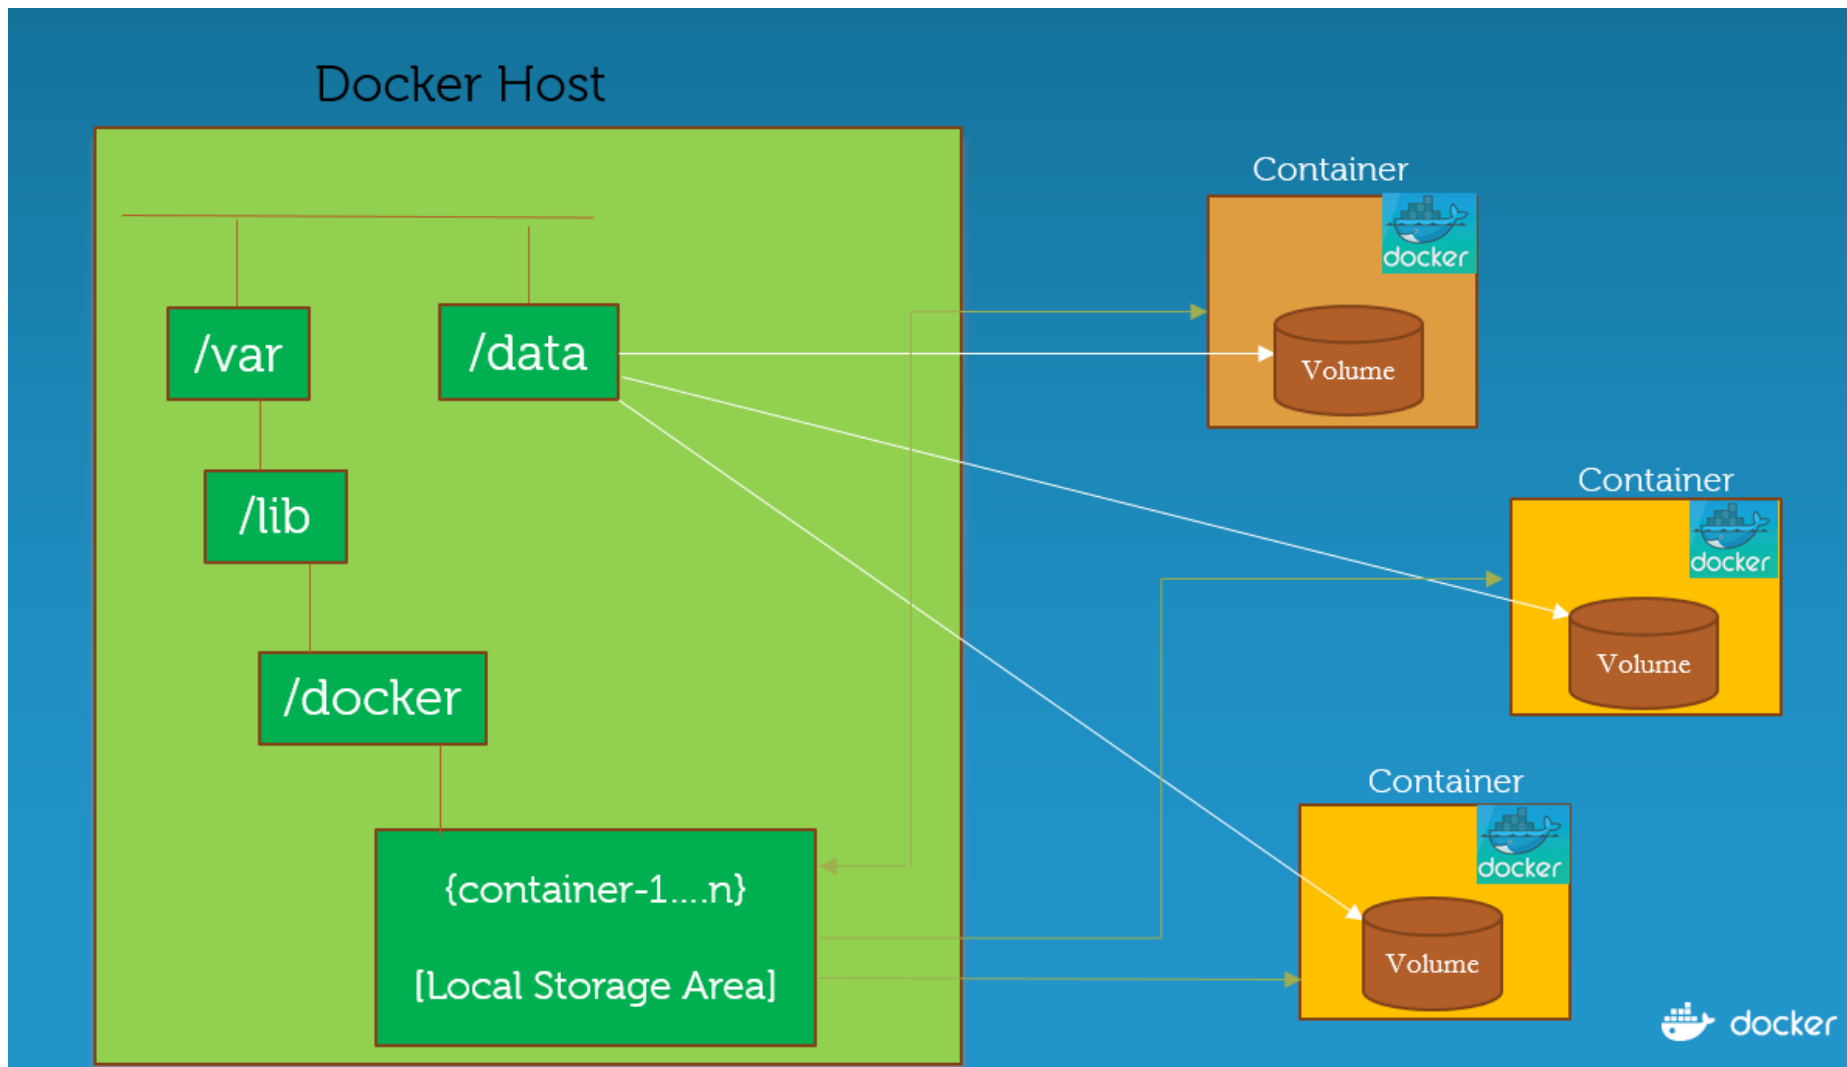 Docker Host
/var
/data
/lib
/docker
{container-1....n}
[Local Storage Area]
Container
docker
Volume
Container
docker
Volume
Container
docker
Volume
docker